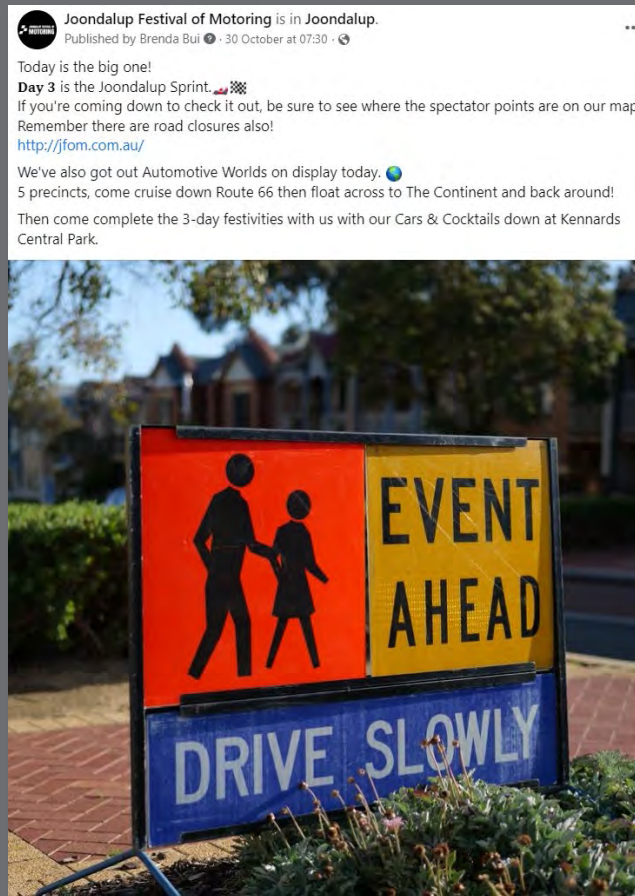 Joondalup Festival of Motoring is in Joondalup.
Published by Brenda Bui · 30 October at 07:30 ·
Today is the big one!
Day 3 is the Joondalup Sprint.
If you're coming down to check it out, be sure to see where the spectator points are on our map
Remember there are road closures also!
http://jfom.com.au/
We've also got out Automotive Worlds on display today.
5 precincts, come cruise down Route 66 then float across to The Continent and back around!
Then come complete the 3-day festivities with us with our Cars & Cocktails down at Kennards
Central Park.
EVENT
AHEAD
DRIVE SLOWLY